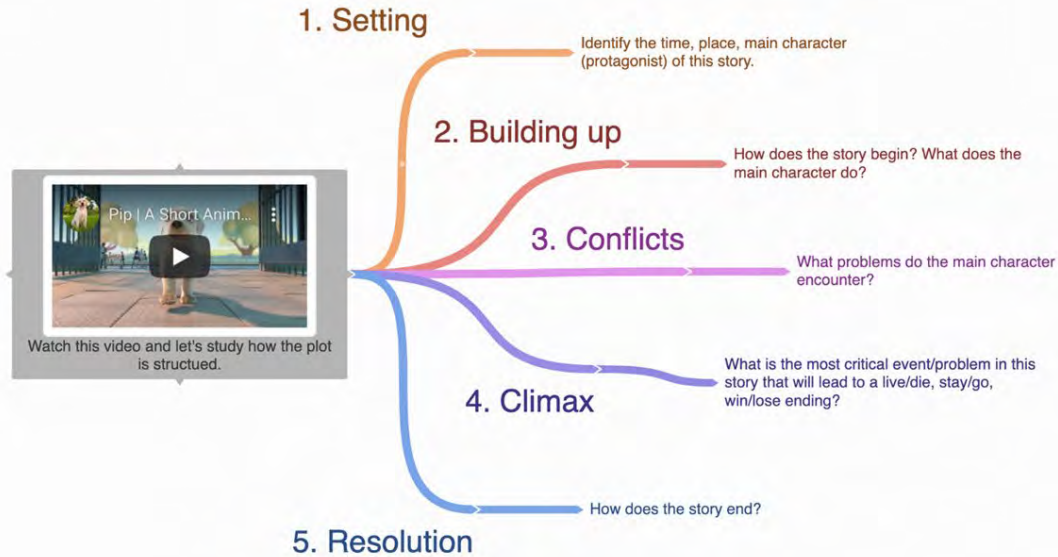 1. Setting
Identify the time, place, main character
(protagonist) of this story.
2. Building up
How does the story begin? What does the
main character do?
3. Conflicts
What problems do the main character
encounter?
Pip | A Short Anim...
Watch this video and let's study how the plot
is structued.
What is the most critical event/problem in this
story that will lead to a live/die, stay/go,
win/lose ending?
4. Climax
How does the story end?
5. Resolution